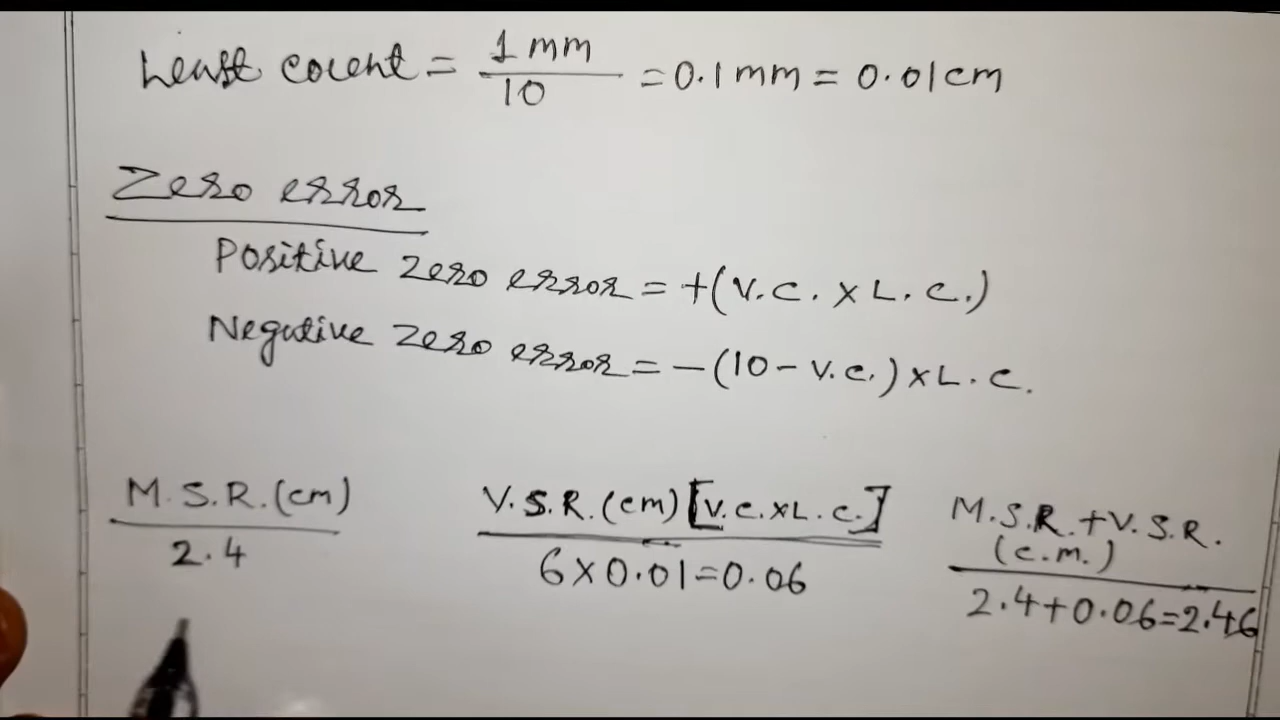 Least count = 1 mm / 10 = 0.1 mm = 0.01 cm
Zero error
Positive zero error = +(V.C. × L.C.)
Negative zero error = −(10 − V.C.) × L.C.
M.S.R. (cm) V.S.R. (cm) [V.C. × L.C.] M.S.R. + V.S.R. (c.m.)
2.4 6 × 0.01 = 0.06 2.4 + 0.06 = 2.46